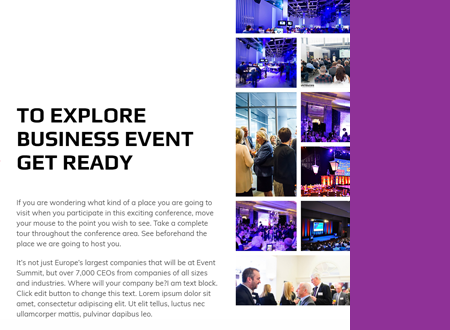 TO EXPLORE
BUSINESS EVENT
GET READY
If you are wondering what kind of a place you are going to
visit when you participate in this exciting conference, move
your mouse to the point you wish to see. Take a complete
tour throughout the conference area. See beforehand the
place we are going to host you.
It's not just Europe's largest companies that will be at Event
Summit, but over 7,000 CEOs from companies of all sizes
and industries. Where will your company be?I am text block.
Click edit button to change this text. Lorem ipsum dolor sit
amet, consectetur adipiscing elit. Ut elit tellus, luctus nec
ullamcorper mattis, pulvinar dapibus leo.